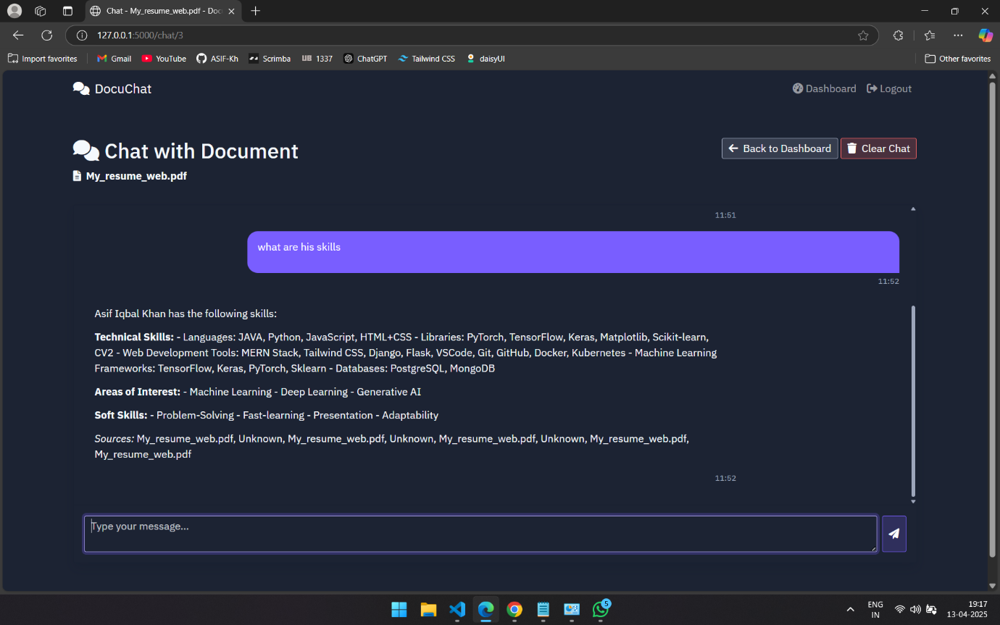 Chat - My_resume_web.pdf - Doc
127.0.0.1:5000/chat/3
Import favorites
Gmail
YouTube
ASIF-Kh
Scrimba
UB 1337
ChatGPT
Tailwind CSS
daisyUI
Other favorites
DocuChat
Dashboard
Logout
Chat with Document
Back to Dashboard
Clear Chat
My_resume_web.pdf
11:51
what are his skills
11:52
Asif Iqbal Khan has the following skills:
Technical Skills: - Languages: JAVA, Python, JavaScript, HTML+CSS - Libraries: PyTorch, TensorFlow, Keras, Matplotlib, Scikit-learn,
CV2 - Web Development Tools: MERN Stack, Tailwind CSS, Django, Flask, VSCode, Git, GitHub, Docker, Kubernetes - Machine Learning
Frameworks: TensorFlow, Keras, PyTorch, Sklearn - Databases: PostgreSQL, MongoDB
Areas of Interest: - Machine Learning - Deep Learning - Generative AI
Soft Skills: - Problem-Solving - Fast-learning - Presentation - Adaptability
Sources: My_resume_web.pdf, Unknown, My_resume_web.pdf, Unknown, My_resume_web.pdf, Unknown, My_resume_web.pdf,
My_resume_web.pdf
11:52
Type your message...
5
ENG
IN
19:17
13-04-2025